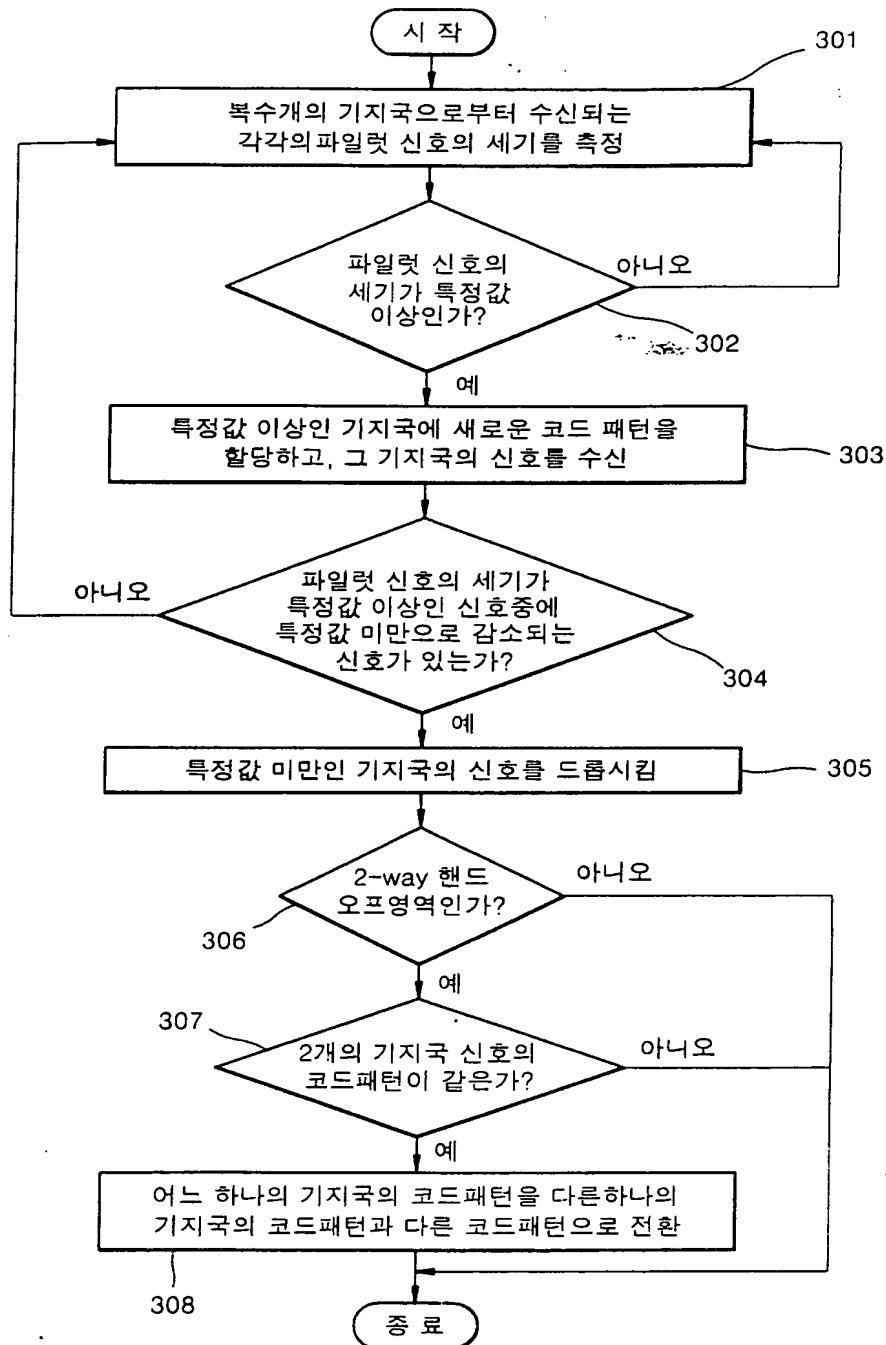 시 작
301
복수개의 기지국으로부터 수신되는
각각의파일럿 신호의 세기를 측정
파일럿 신호의
세기가 특정값
이상인가?
아니오
302
예
특정값 이상인 기지국에 새로운 코드 패턴을
할당하고, 그 기지국의 신호를 수신
303
아니오
파일럿 신호의 세기가
특정값 이상인 신호중에
특정값 미만으로 감소되는
신호가 있는가?
304
예
특정값 미만인 기지국의 신호를 드롭시킴
305
2-way 핸드
오프영역인가?
아니오
306
예
307
2개의 기지국 신호의
코드패턴이 같은가?
아니오
예
어느 하나의 기지국의 코드패턴을 다른하나의
기지국의 코드패턴과 다른 코드패턴으로 전환
308
종 료